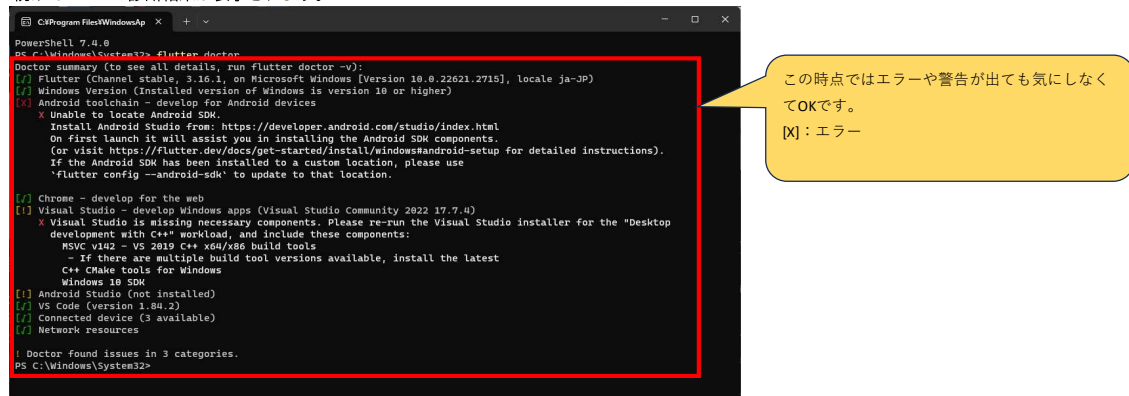 C:¥Program Files¥WindowsAp
PowerShell 7.4.0
PS C:\Windows\System32> flutter doctor
Doctor summary (to see all details, run flutter doctor -v):
[√] Flutter (Channel stable, 3.16.1, on Microsoft Windows [Version 10.0.22621.2715], locale ja-JP)
[√] Windows Version (Installed version of Windows is version 10 or higher)
[X] Android toolchain - develop for Android devices
X Unable to locate Android SDK.
Install Android Studio from: https://developer.android.com/studio/index.html
On first launch it will assist you in installing the Android SDK components.
(or visit https://flutter.dev/docs/get-started/install/windows#android-setup for detailed instructions).
If the Android SDK has been installed to a custom location, please use
`flutter config --android-sdk` to update to that location.
[√] Chrome - develop for the web
[!] Visual Studio - develop Windows apps (Visual Studio Community 2022 17.7.4)
X Visual Studio is missing necessary components. Please re-run the Visual Studio installer for the "Desktop
development with C++" workload, and include these components:
MSVC v142 - VS 2019 C++ x64/x86 build tools
- If there are multiple build tool versions available, install the latest
C++ CMake tools for Windows
Windows 10 SDK
[!] Android Studio (not installed)
[√] VS Code (version 1.84.2)
[√] Connected device (3 available)
[√] Network resources
! Doctor found issues in 3 categories.
PS C:\Windows\System32>
この時点ではエラーや警告が出ても気にしなく
てOKです。
[X]：エラー